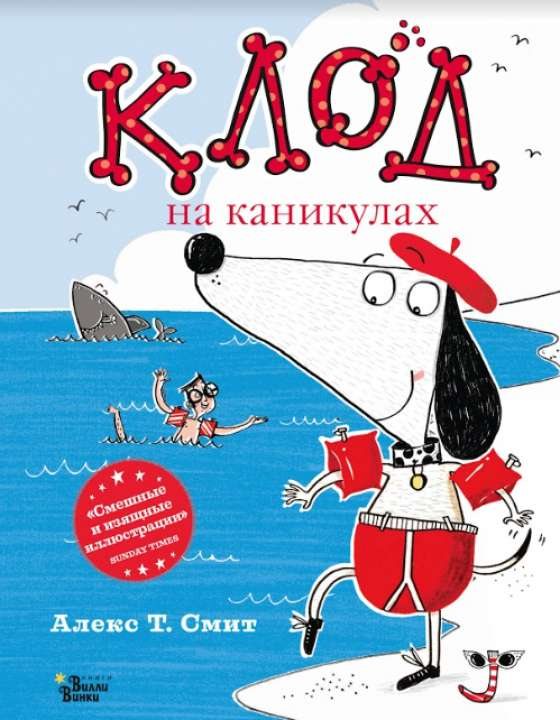 КЛОД
на каникулах
«Смешные
и изящные
иллюстрации»
SUNDAY TIMES
Алекс Т. Смит
книги
Вилли
Винки